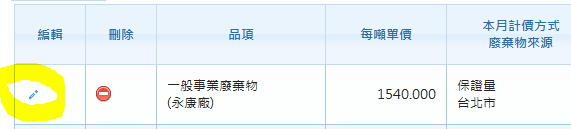 編輯 刪除 品項 每噸單價 本月計價方式
廢棄物來源
一般事業廢棄物
(永康廠)
1540.000
保證量
台北市